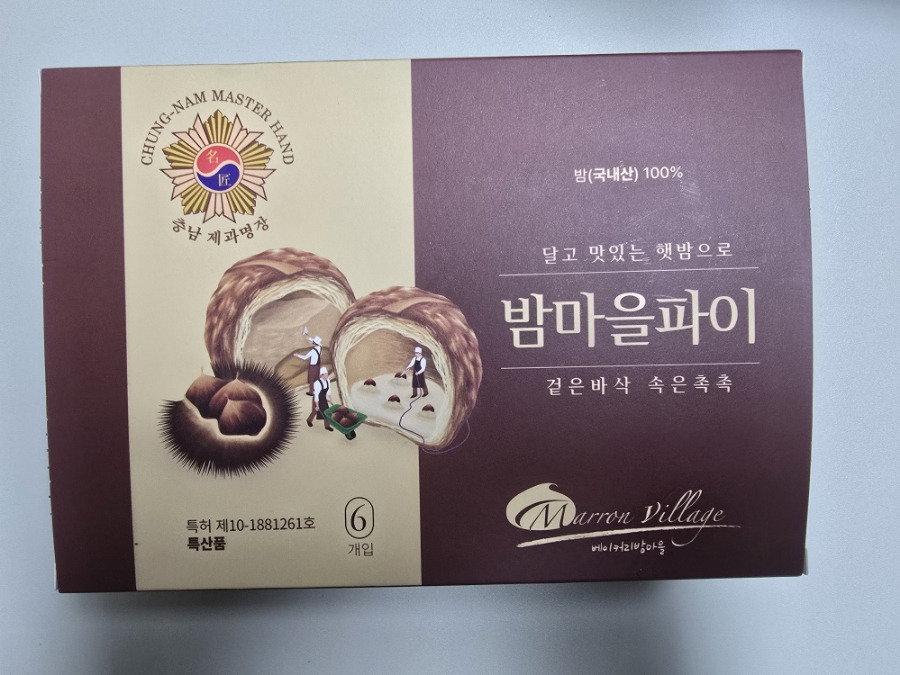 CHUNG-NAM MASTER HAND
名
匠
충남 제과명장
특허 제10-1881261호
특산품
6
개입
밤(국내산) 100%
달고 맛있는 햇밤으로
밤마을파이
겉은바삭 속은촉촉
Marron Village
베이커리밤마을